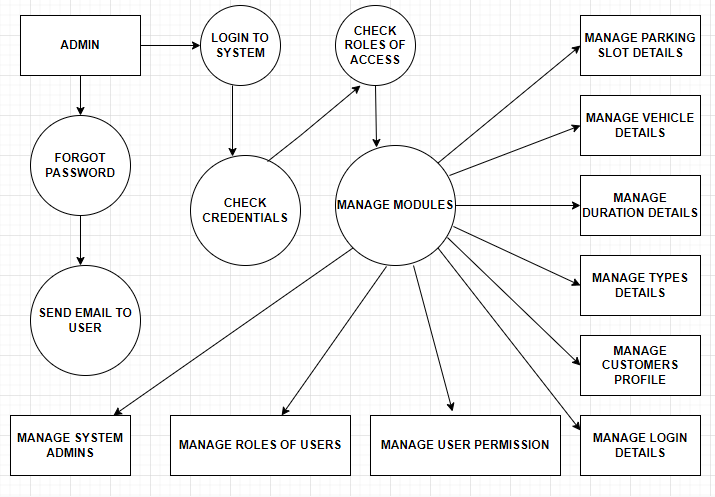 ADMIN
LOGIN TO
SYSTEM
CHECK
ROLES OF
ACCESS
MANAGE PARKING
SLOT DETAILS
MANAGE VEHICLE
DETAILS
FORGOT
PASSWORD
CHECK
CREDENTIALS
MANAGE MODULES
MANAGE
DURATION DETAILS
MANAGE TYPES
DETAILS
SEND EMAIL TO
USER
MANAGE
CUSTOMERS
PROFILE
MANAGE SYSTEM
ADMINS
MANAGE ROLES OF USERS
MANAGE USER PERMISSION
MANAGE LOGIN
DETAILS